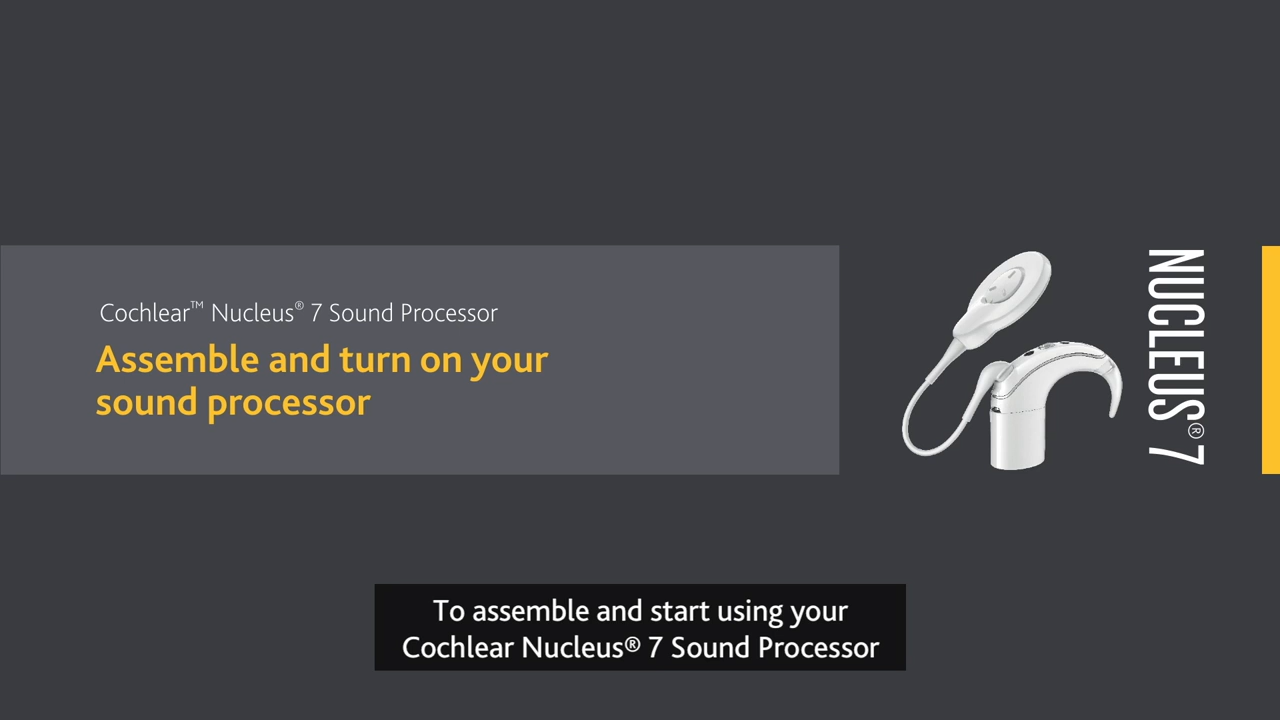 Cochlear™ Nucleus® 7 Sound Processor
Assemble and turn on your
sound processor
NUCLEUS® 7
To assemble and start using your
Cochlear Nucleus® 7 Sound Processor